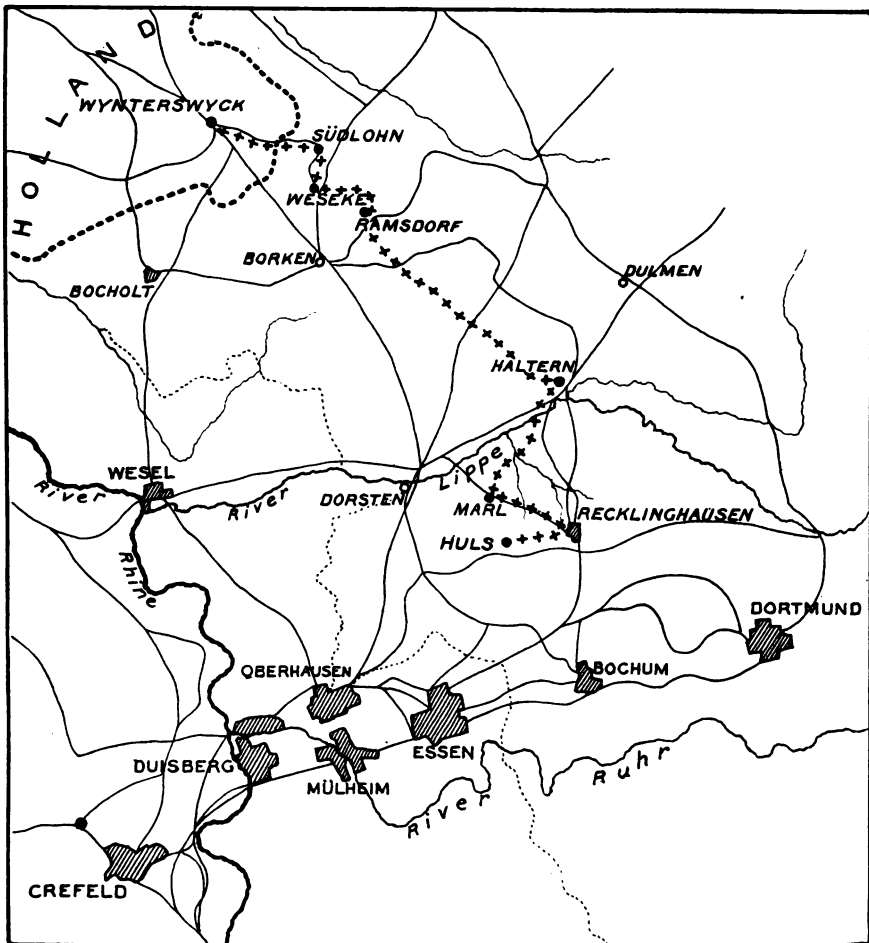 HOLLAND
WYNTERSWYCK
SÜDLOHN
WESEKE
RAMSDORF
BORKEN
BOCHOLT
DULMEN
HALTERN
WESEL
River
River
Lippe
DORSTEN
MARL
RECKLINGHAUSEN
HULS
Rhine
DORTMUND
OBERHAUSEN
BOCHUM
ESSEN
DUISBERG
MÜLHEIM
River Ruhr
CREFELD